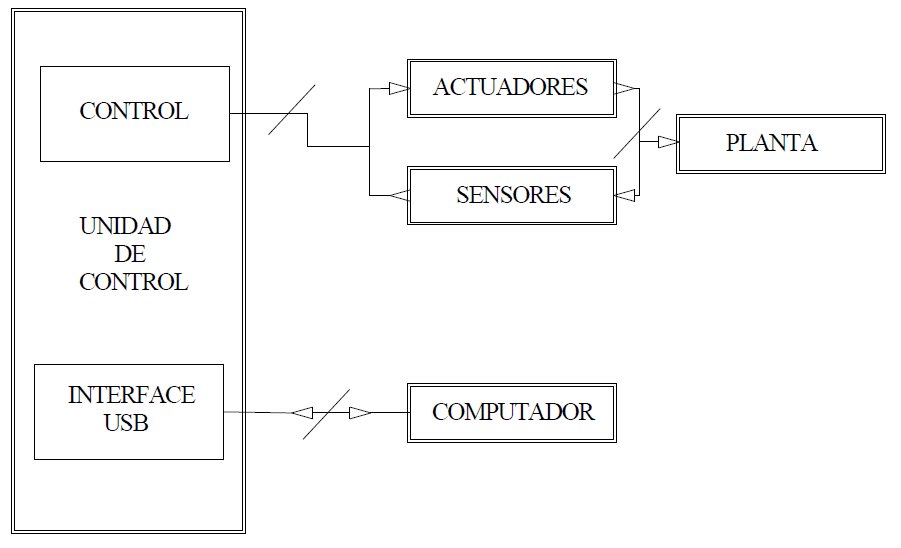 CONTROL
UNIDAD
DE
CONTROL
INTERFACE
USB
ACTUADORES
SENSORES
PLANTA
COMPUTADOR